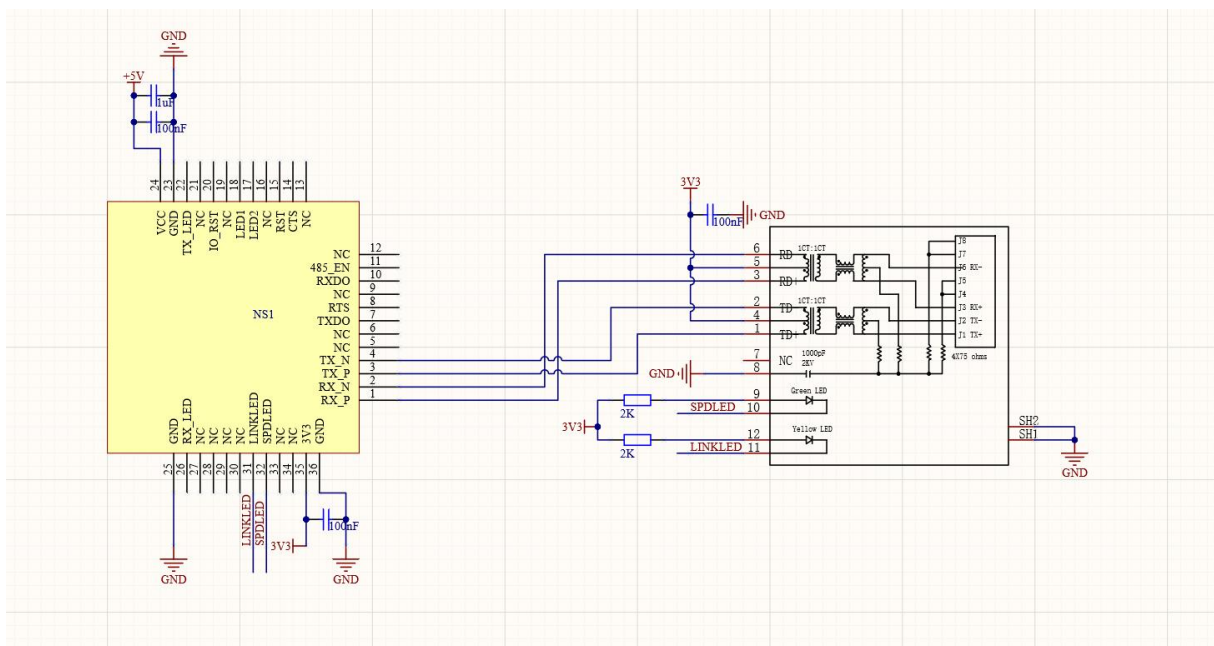 GND
+5V
1uF
100nF
24 23 22 21 20 19 18 17 16 15 14 13
VCC GND TX_LED NC IO_RST NC LED1 LED2 NC RST CTS NC
NC 12
485_EN 11
RXDO 10
NC 9
RTS 8
TXDO 7
NC 6
NC 5
TX_N 4
TX_P 3
RX_N 2
RX_P 1
NS1
GND RX_LED NC NC NC NC LINKLED SPDLED NC NC 3V3 GND
25 26 27 28 29 30 31 32 33 34 35 36
LINKLED
SPDLED
3V3
100nF
GND
GND
3V3
100nF
GND
6 RD-
5
3 RD+
2 TD-
4
1 TD+
7 NC
8
GND
1CT:1CT
1CT:1CT
1000pF
2KV
J8
J7
J6 RX-
J5
J4
J3 RX+
J2 TX-
J1 TX+
4X75 ohms
9
SPDLED 10
Green LED
12
LINKLED 11
Yellow LED
3V3
2K
2K
SH2
SH1
GND